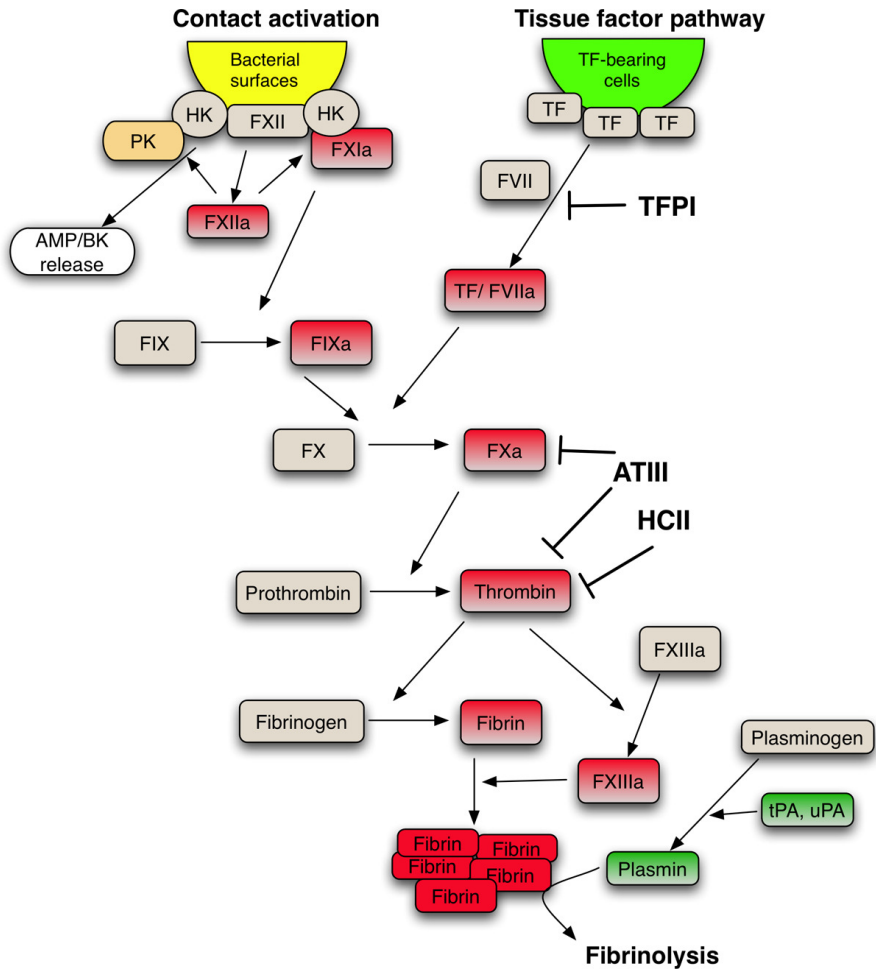 Contact activation
Tissue factor pathway
Bacterial
surfaces
TF-bearing
cells
HK
FXII
HK
TF
TF
TF
PK
FXIa
FVII
TFPI
FXIIa
AMP/BK
release
TF/ FVIIa
FIX
FIXa
FX
FXa
ATIII
HCII
Prothrombin
Thrombin
FXIIIa
Fibrinogen
Fibrin
Plasminogen
FXIIIa
tPA, uPA
Fibrin
Fibrin
Fibrin
Fibrin
Fibrin
Plasmin
Fibrinolysis